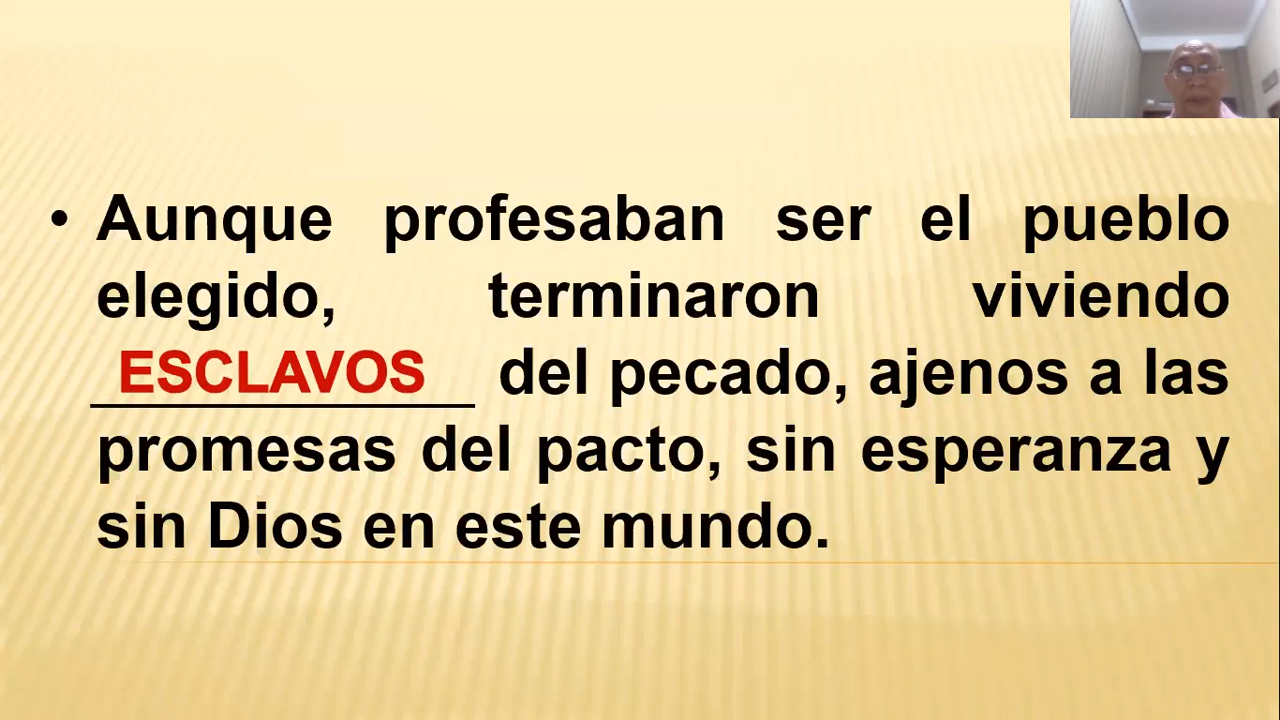 • Aunque profesaban ser el pueblo
elegido, terminaron viviendo
ESCLAVOS del pecado, ajenos a las
promesas del pacto, sin esperanza y
sin Dios en este mundo.